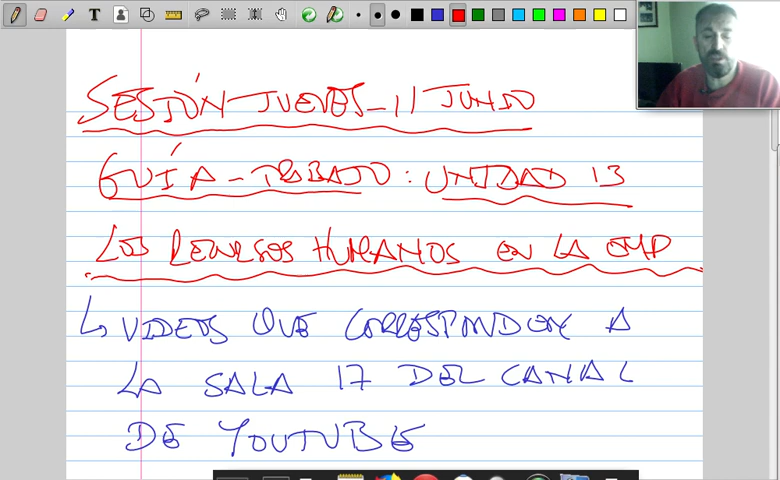 SESIÓN-JUEVES-11 JUNIO
GUÍA-TRABAJO: UNIDAD 13
LOS RECURSOS HUMANOS EN LA EMP
↳ VIDEOS QUE CORRESPONDEN A
LA SALA 17 DEL CANAL
DE YOUTUBE